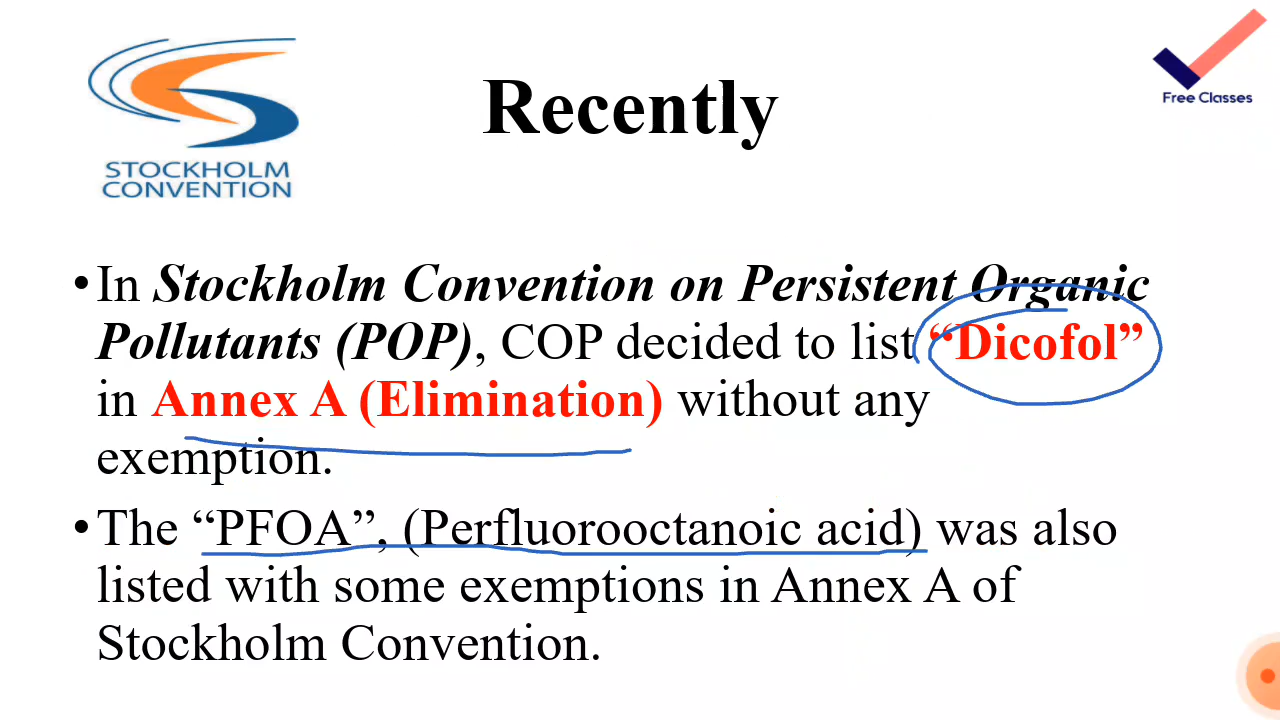 STOCKHOLM
CONVENTION
Recently
Free Classes
•In Stockholm Convention on Persistent Organic
Pollutants (POP), COP decided to list “Dicofol”
in Annex A (Elimination) without any
exemption.
•The “PFOA”, (Perfluorooctanoic acid) was also
listed with some exemptions in Annex A of
Stockholm Convention.